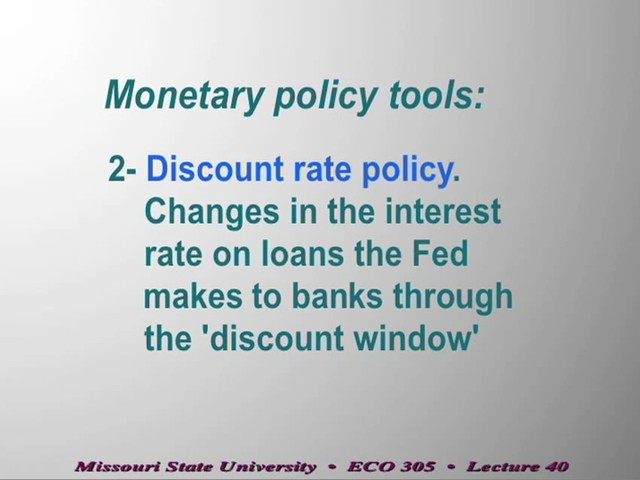 Monetary policy tools:
2- Discount rate policy.
Changes in the interest
rate on loans the Fed
makes to banks through
the 'discount window'
Missouri State University • ECO 305 • Lecture 40